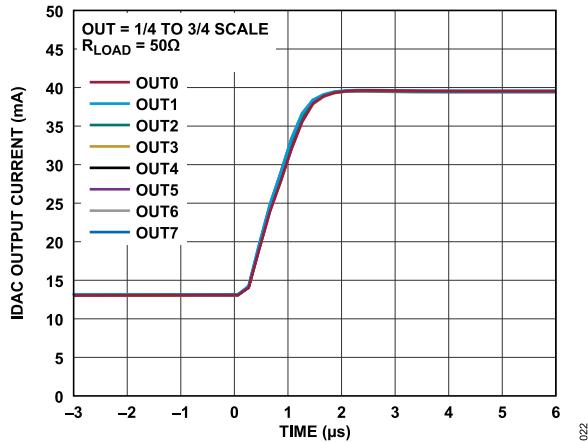 OUT = 1/4 TO 3/4 SCALE
RLOAD = 50Ω
OUT0
OUT1
OUT2
OUT3
OUT4
OUT5
OUT6
OUT7
IDAC OUTPUT CURRENT (mA)
50
45
40
35
30
25
20
15
10
5
0
–3 –2 –1 0 1 2 3 4 5 6
TIME (µs)
022